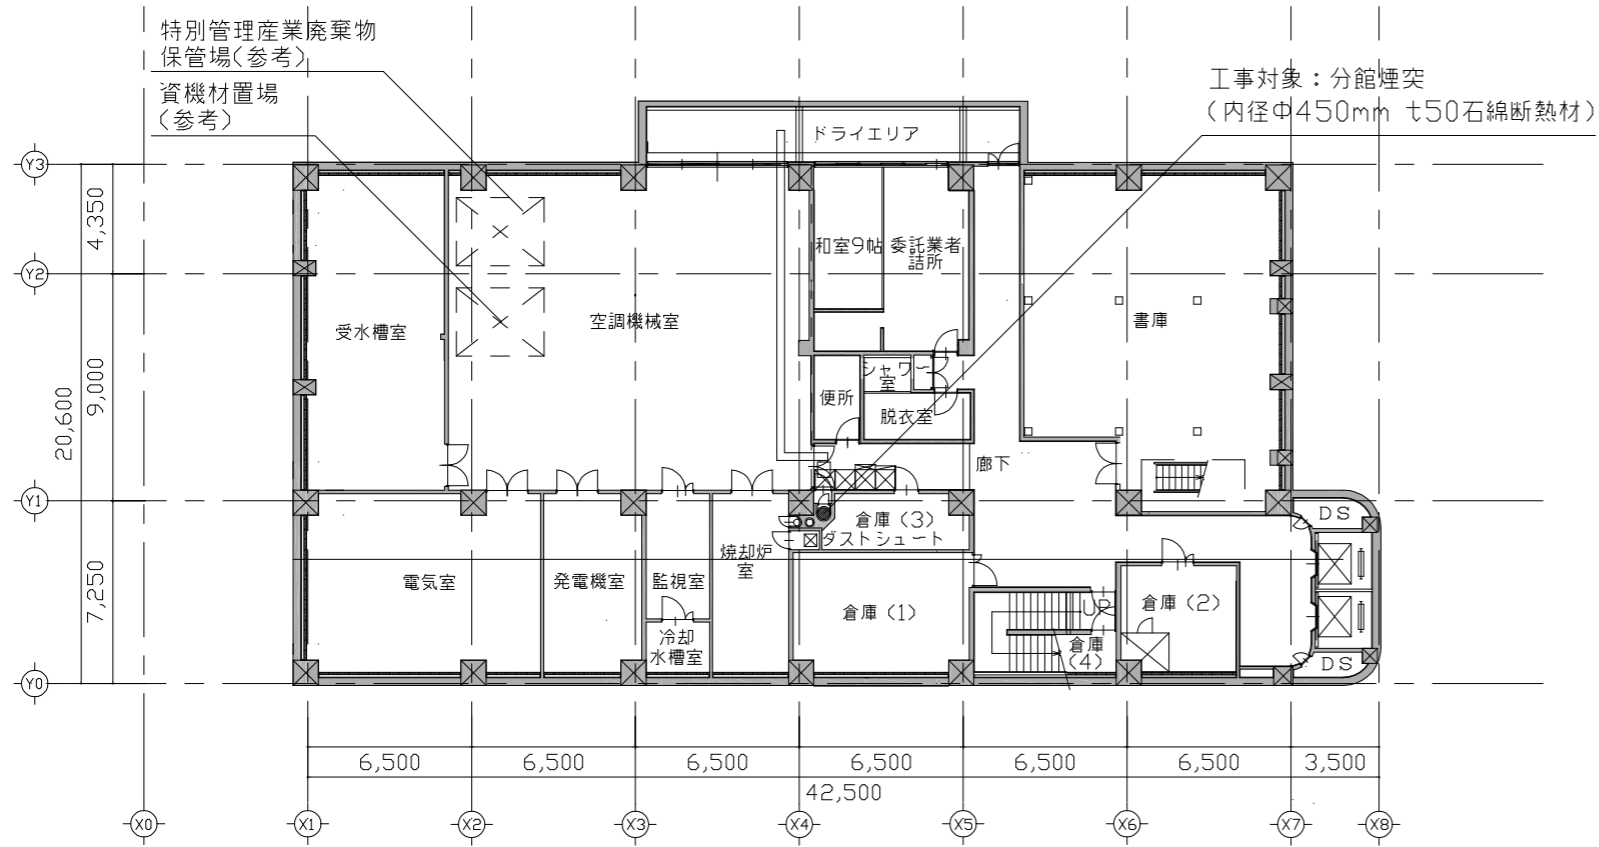 特別管理産業廃棄物
保管場(参考)
資機材置場
(参考)
工事対象：分館煙突
(内径Φ450mm t50石綿断熱材)
ドライエリア
Y3
4,350
和室9帖
委託業者
詰所
Y2
受水槽室
空調機械室
書庫
シャワー
室
便所
脱衣室
9,000
20,600
廊下
Y1
DS
倉庫(3)
ダストシュート
焼却炉
室
電気室
発電機室
監視室
7,250
倉庫(1)
UP
倉庫(2)
冷却
水槽室
倉庫
(4)
DS
Y0
6,500
6,500
6,500
6,500
6,500
6,500
3,500
42,500
X0
X1
X2
X3
X4
X5
X6
X7
X8